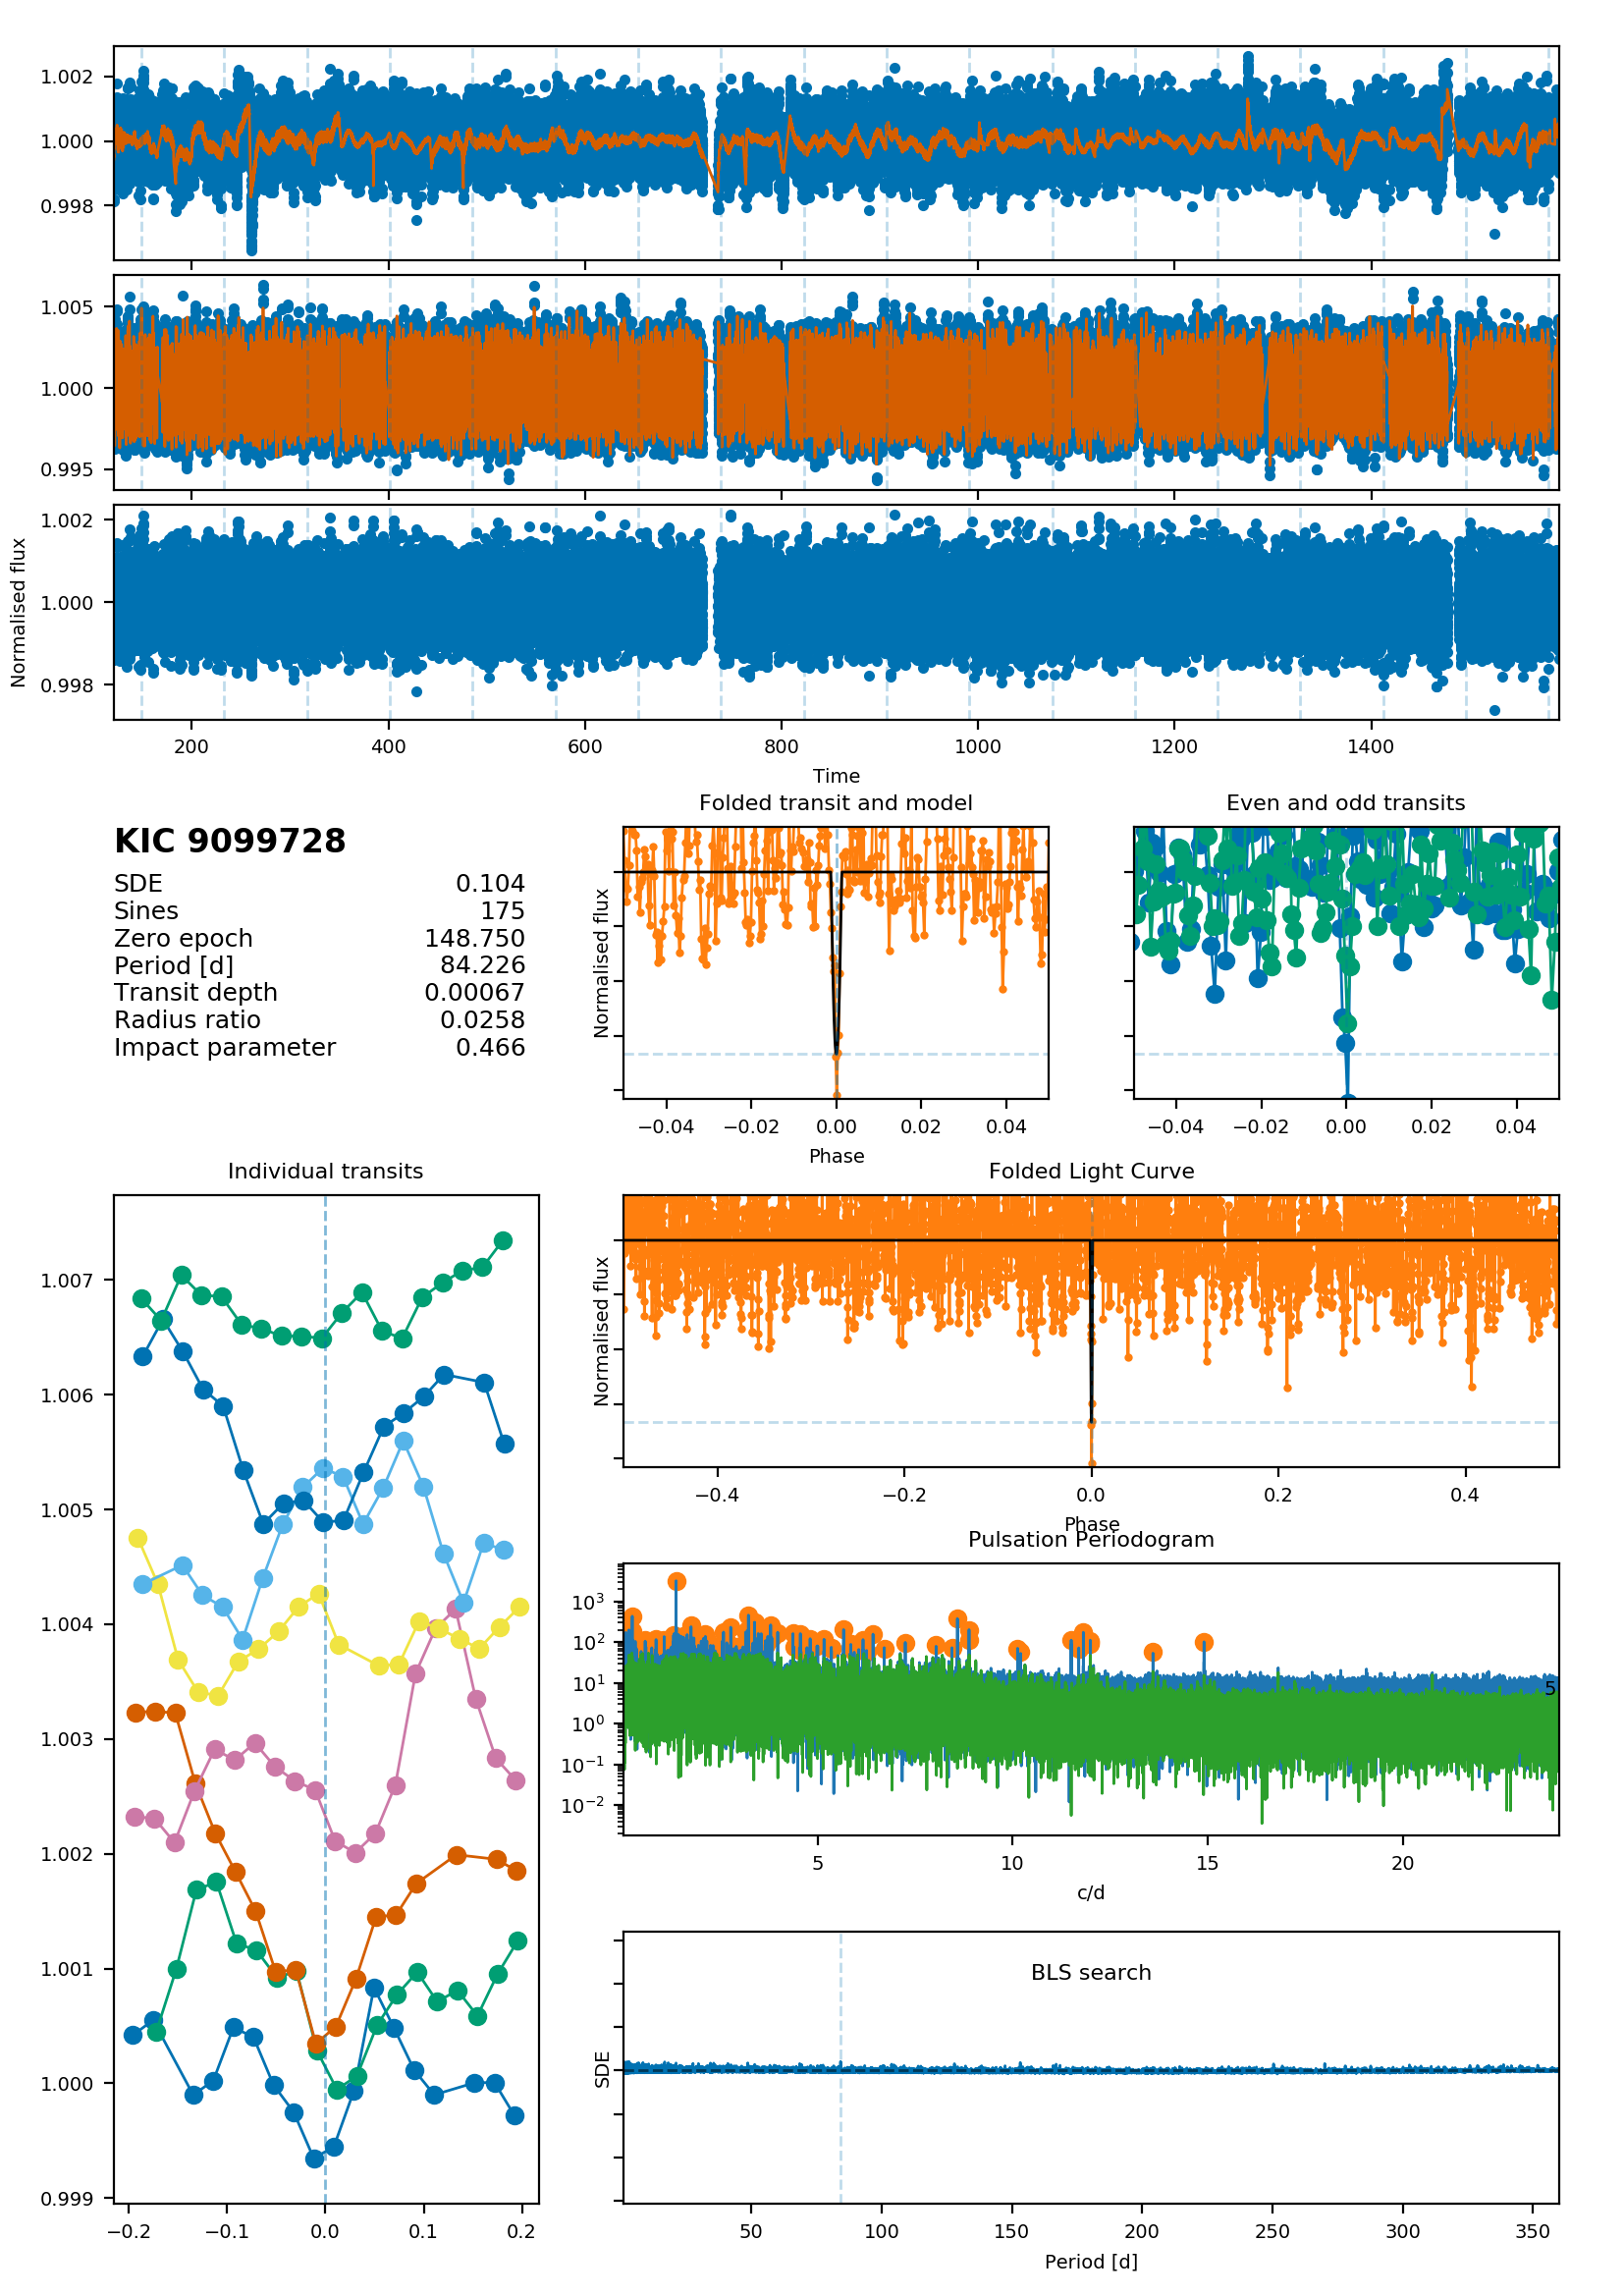 1.002
1.000
0.998
1.005
1.000
0.995
1.002
1.000
0.998
Normalised flux
200 400 600 800 1000 1200 1400
Time
KIC 9099728
SDE 0.104
Sines 175
Zero epoch 148.750
Period [d] 84.226
Transit depth 0.00067
Radius ratio 0.0258
Impact parameter 0.466
Folded transit and model
Normalised flux
−0.04 −0.02 0.00 0.02 0.04
Phase
Even and odd transits
−0.04 −0.02 0.00 0.02 0.04
Individual transits
1.007
1.006
1.005
1.004
1.003
1.002
1.001
1.000
0.999
−0.2 −0.1 0.0 0.1 0.2
Folded Light Curve
Normalised flux
−0.4 −0.2 0.0 0.2 0.4
Phase
Pulsation Periodogram
10³
10²
10¹
10⁰
10⁻¹
10⁻²
5
5 10 15 20
c/d
BLS search
SDE
50 100 150 200 250 300 350
Period [d]